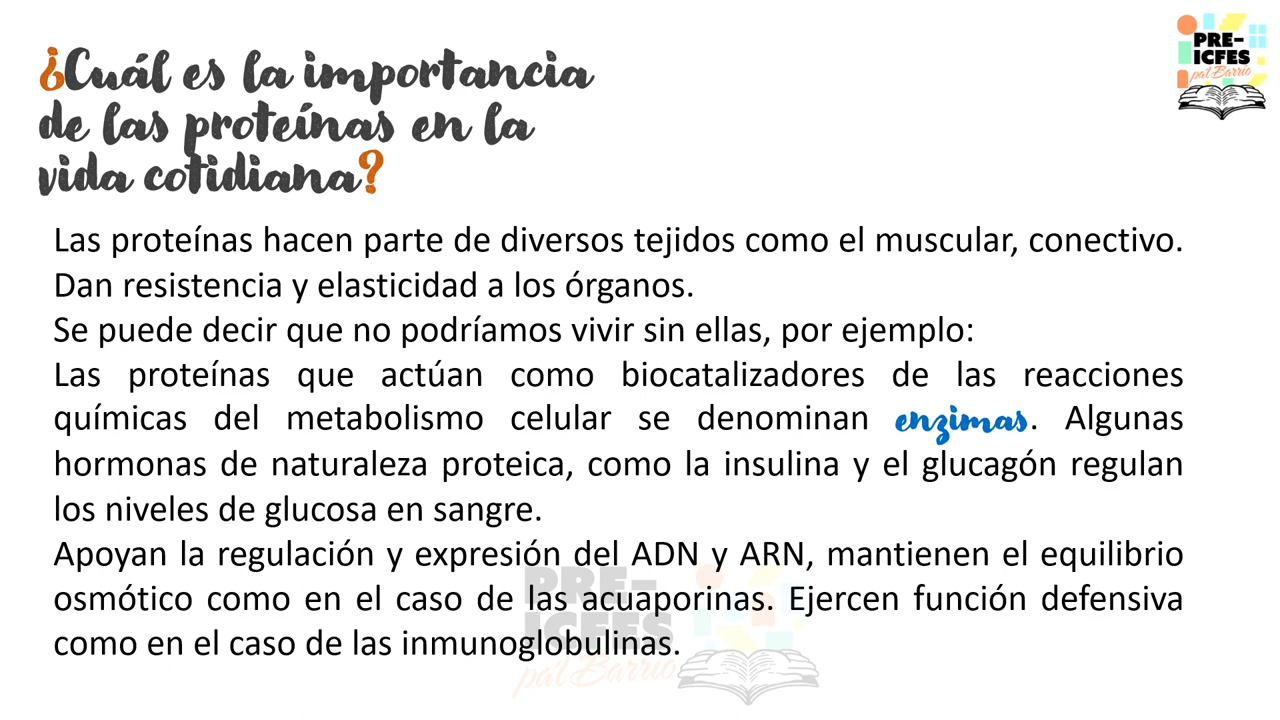 ¿Cuál es la importancia
de las proteínas en la
vida cotidiana?
PRE-
ICFES
pa'l Barrio
Las proteínas hacen parte de diversos tejidos como el muscular, conectivo.
Dan resistencia y elasticidad a los órganos.
Se puede decir que no podríamos vivir sin ellas, por ejemplo:
Las proteínas que actúan como biocatalizadores de las reacciones
químicas del metabolismo celular se denominan enzimas. Algunas
hormonas de naturaleza proteica, como la insulina y el glucagón regulan
los niveles de glucosa en sangre.
Apoyan la regulación y expresión del ADN y ARN, mantienen el equilibrio
osmótico como en el caso de las acuaporinas. Ejercen función defensiva
como en el caso de las inmunoglobulinas.
PRE-
ICFES
pa'l Barrio